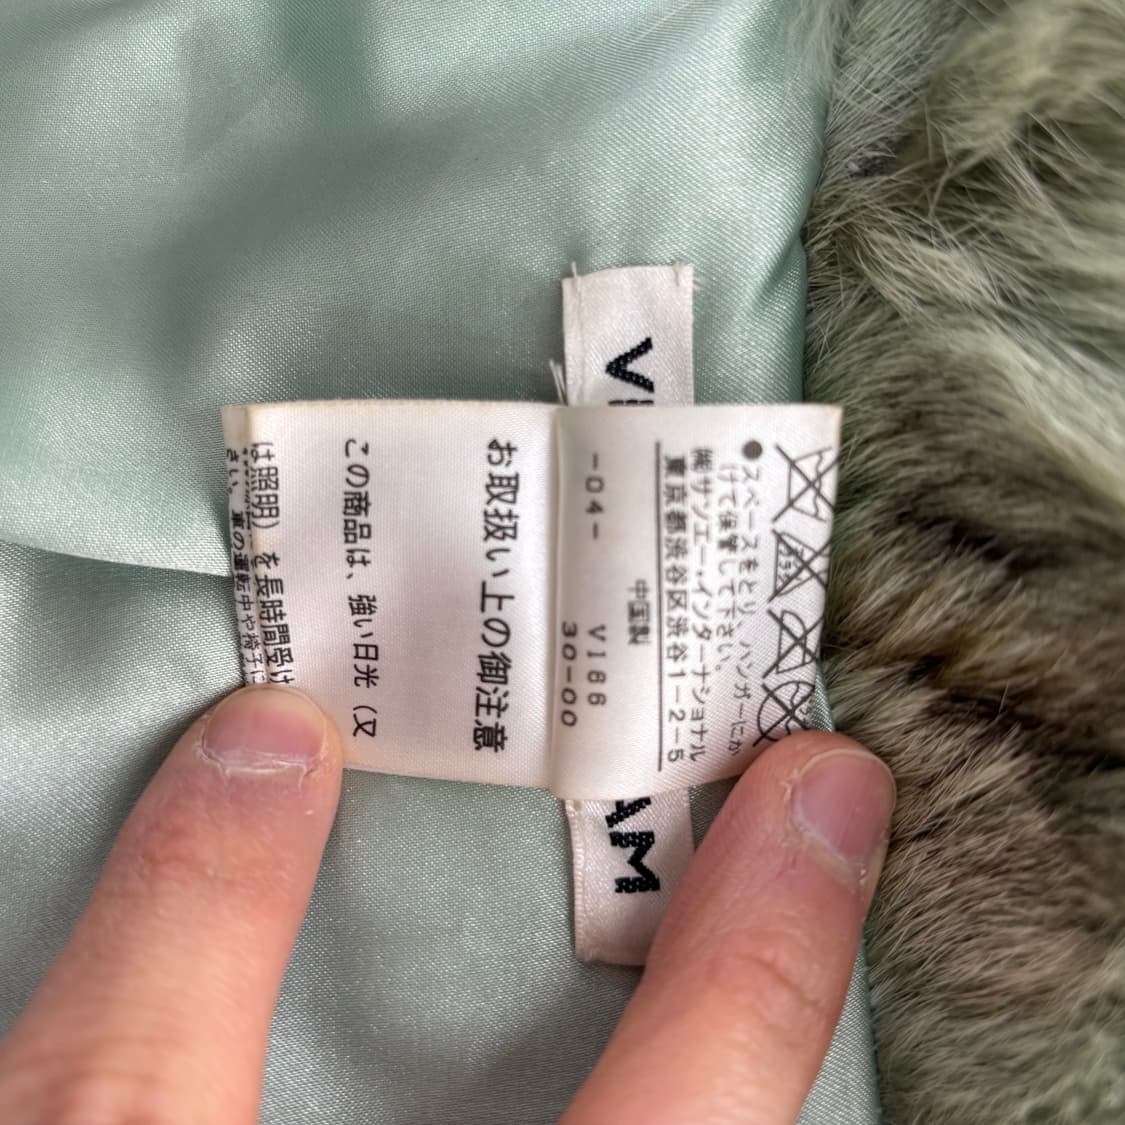 V
AM
●スペースをとり、ハンガーにか
けて保管して下さい。
㈱サンエー・インターナショナル
東京都渋谷区渋谷1-2-5
中国製
-04- V186
30-00
お取扱い上の御注意
この商品は、強い日光（又
は照明）を長時間受け